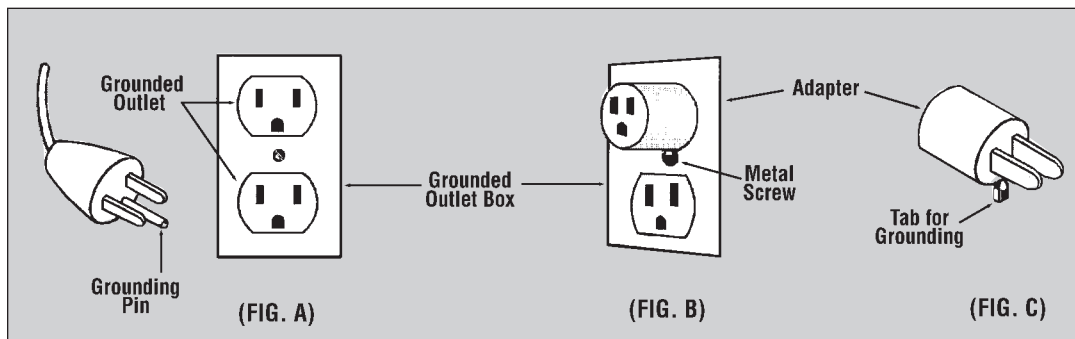 Grounded
Outlet
Grounding
Pin
(FIG. A)
Grounded
Outlet Box
Metal
Screw
(FIG. B)
Adapter
Tab for
Grounding
(FIG. C)